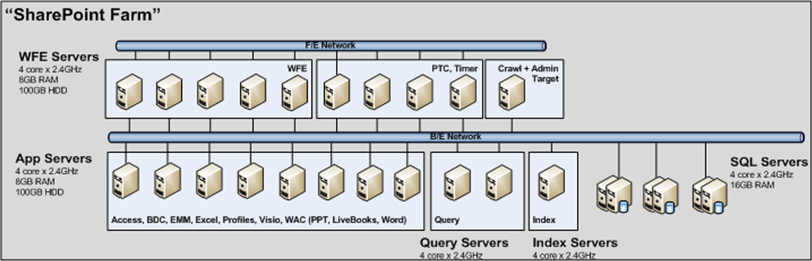 “SharePoint Farm”
F/E Network
WFE Servers
4 core x 2.4GHz
8GB RAM
100GB HDD
WFE
PTC, Timer
Crawl + Admin
Target
B/E Network
App Servers
4 core x 2.4GHz
8GB RAM
100GB HDD
Access, BDC, EMM, Excel, Profiles, Visio, WAC (PPT, LiveBooks, Word)
Query
Index
SQL Servers
4 core x 2.4GHz
16GB RAM
Query Servers
4 core x 2.4GHz
Index Servers
4 core x 2.4GHz